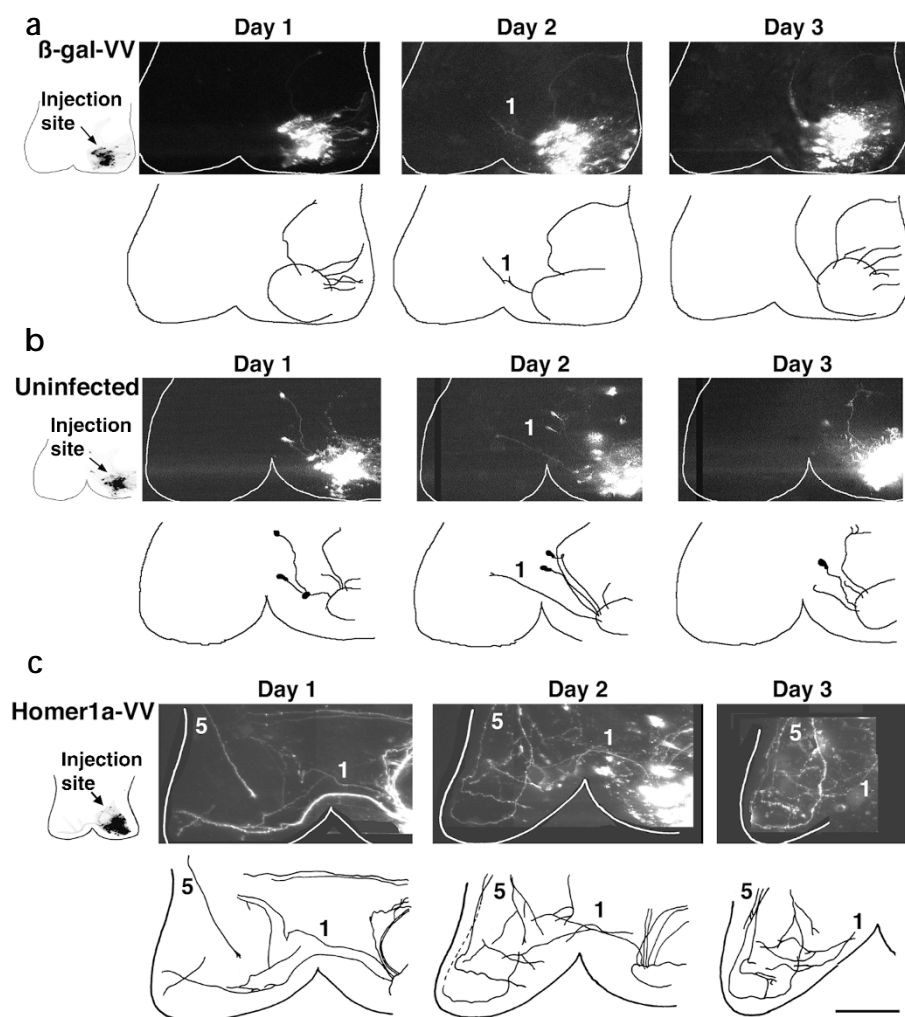 a
ß-gal-VV
Day 1
Day 2
Day 3
Injection
site
1
1
b
Uninfected
Day 1
Day 2
Day 3
Injection
site
1
1
c
Homer1a-VV
Day 1
Day 2
Day 3
Injection
site
5
1
5
1
5
1
5
1
5
1
5
1